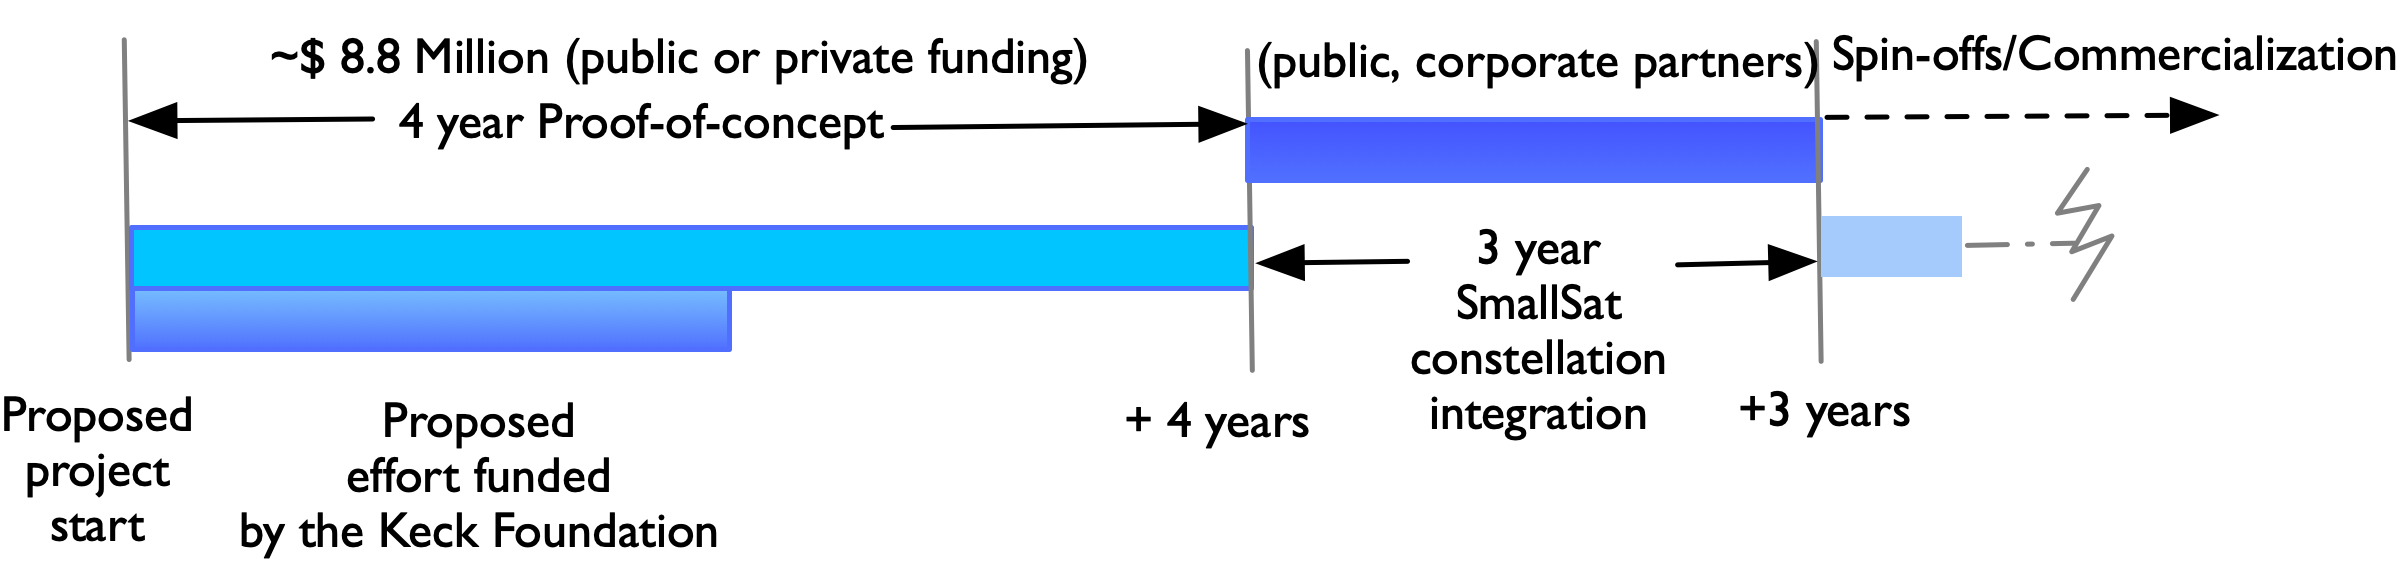 ~$ 8.8 Million (public or private funding)
(public, corporate partners)
Spin-offs/Commercialization
4 year Proof-of-concept
3 year
SmallSat
constellation
integration
Proposed
project
start
Proposed
effort funded
by the Keck Foundation
+ 4 years
+3 years